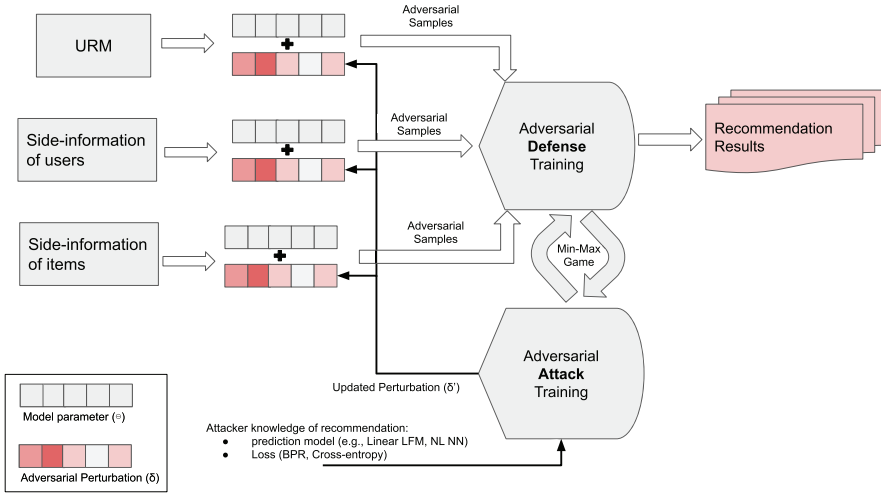 Adversarial
Samples
URM
+
Side-information
of users
+
Adversarial
Samples
Adversarial
Defense
Training
Recommendation
Results
Side-information
of items
+
Adversarial
Samples
Min-Max
Game
Adversarial
Attack
Training
Updated Perturbation (δ')
Model parameter (Θ)
Adversarial Perturbation (δ)
Attacker knowledge of recommendation:
● prediction model (e.g., Linear LFM, NL NN)
● Loss (BPR, Cross-entropy)